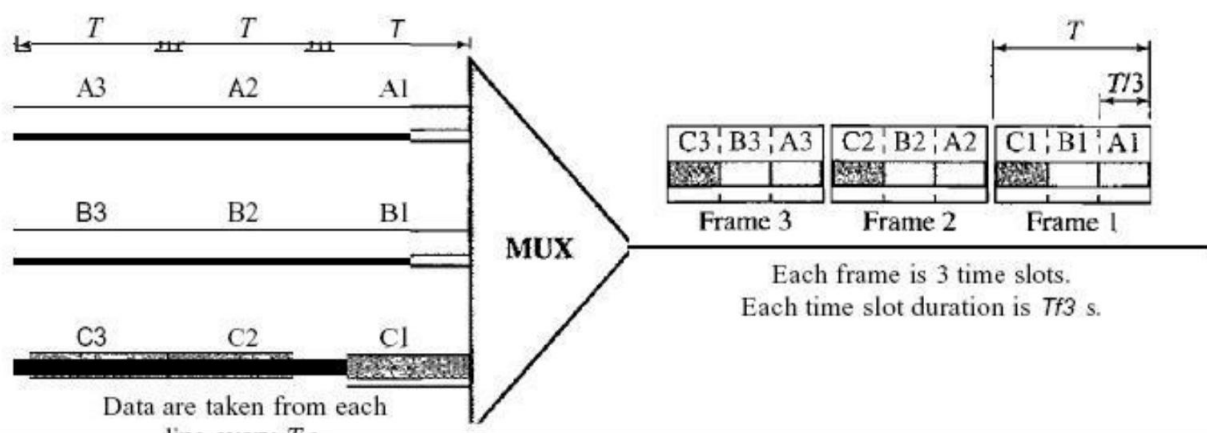 T T T
A3 A2 A1
B3 B2 B1
C3 C2 C1
Data are taken from each
MUX
T
T/3
C3 B3 A3 C2 B2 A2 C1 B1 A1
Frame 3 Frame 2 Frame 1
Each frame is 3 time slots.
Each time slot duration is Tf3 s.